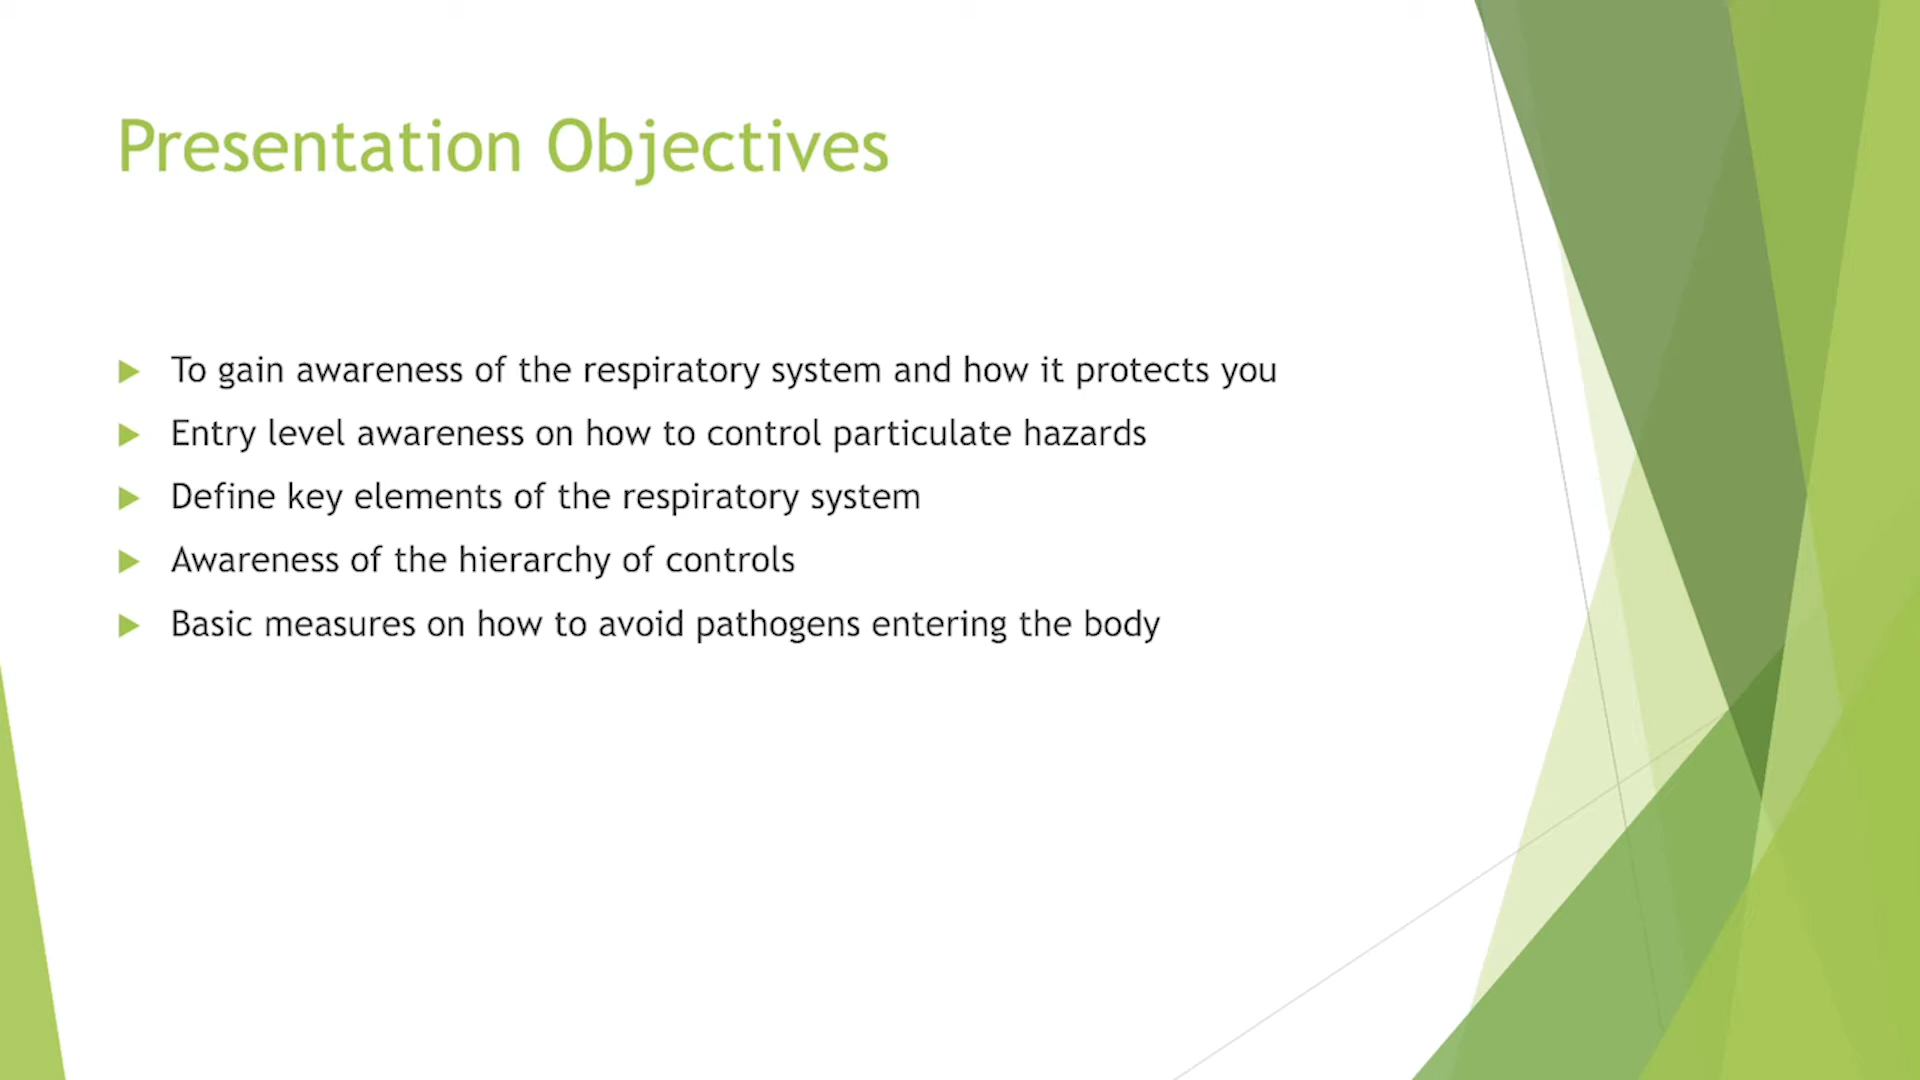 Presentation Objectives
To gain awareness of the respiratory system and how it protects you
Entry level awareness on how to control particulate hazards
Define key elements of the respiratory system
Awareness of the hierarchy of controls
Basic measures on how to avoid pathogens entering the body